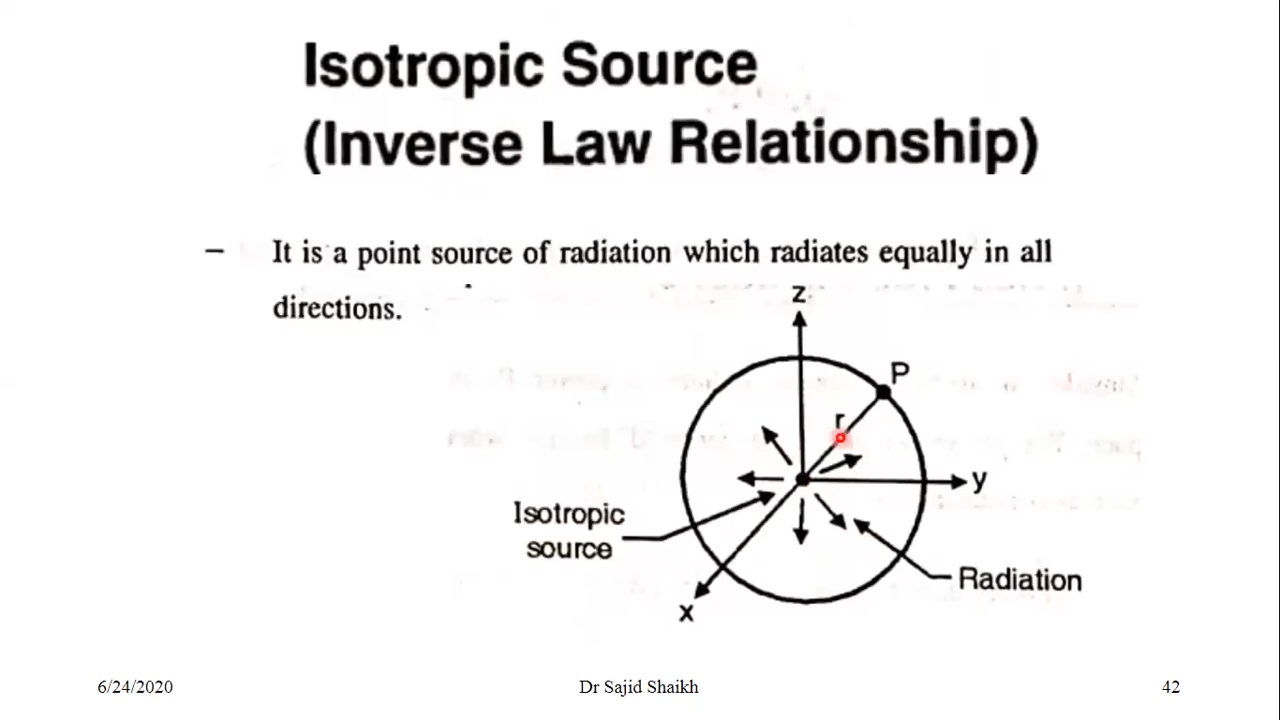 Isotropic Source
(Inverse Law Relationship)
– It is a point source of radiation which radiates equally in all
directions.
z
P
r
y
Isotropic
source
Radiation
x
6/24/2020
Dr Sajid Shaikh
42